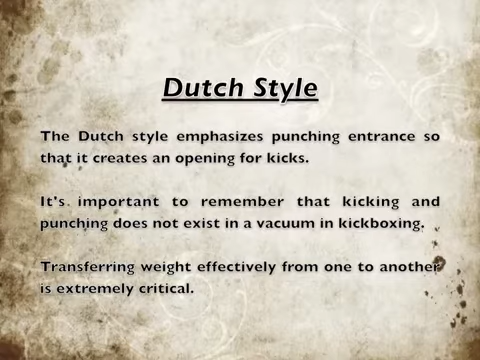 Dutch Style
The Dutch style emphasizes punching entrance so
that it creates an opening for kicks.
It's important to remember that kicking and
punching does not exist in a vacuum in kickboxing.
Transferring weight effectively from one to another
is extremely critical.